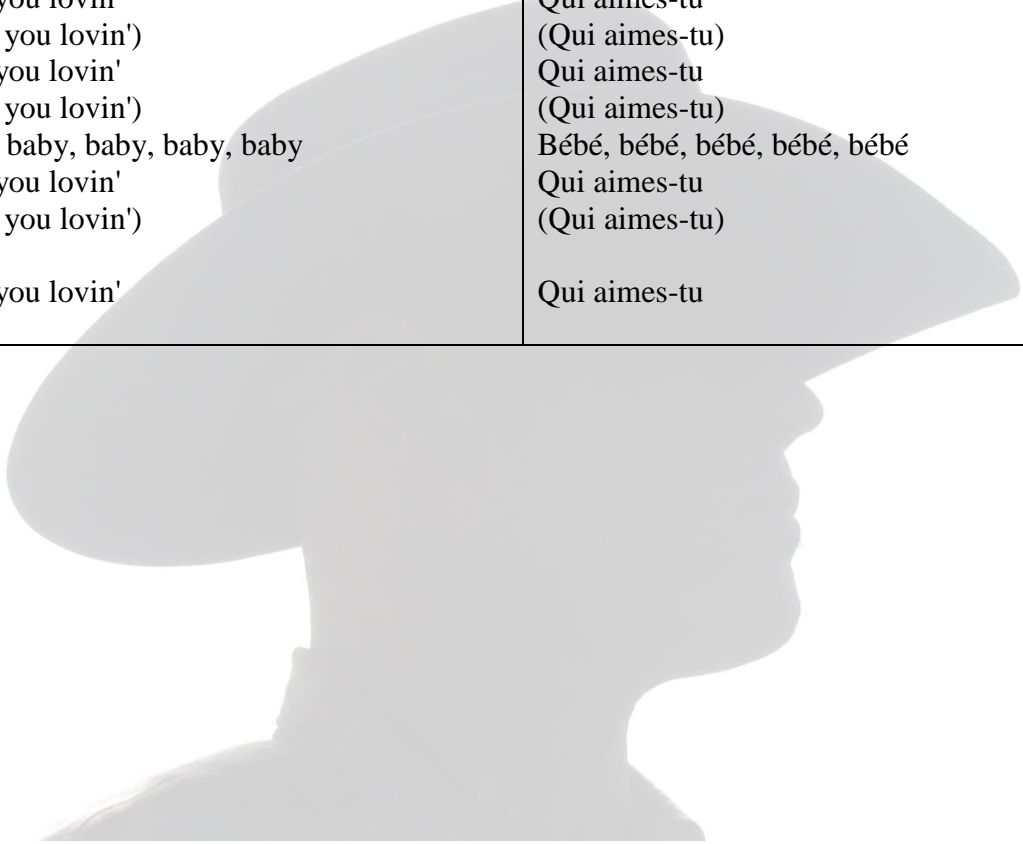 you lovin'
you lovin')
you lovin'
you lovin')
baby, baby, baby, baby
you lovin'
you lovin')
you lovin'
Qui aimes-tu
(Qui aimes-tu)
Qui aimes-tu
(Qui aimes-tu)
Bébé, bébé, bébé, bébé, bébé
Qui aimes-tu
(Qui aimes-tu)
Qui aimes-tu